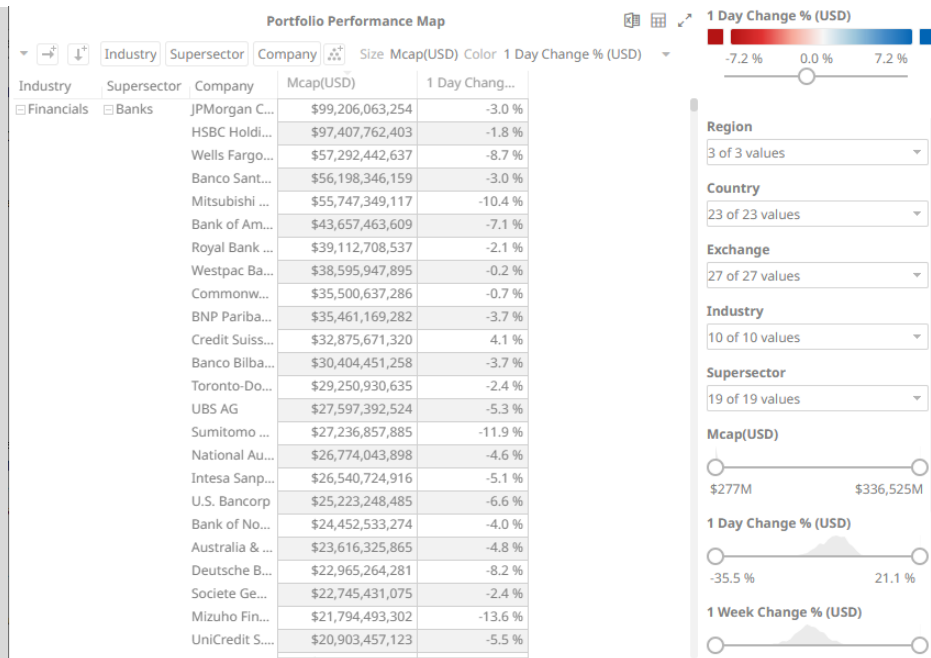 Portfolio Performance Map
Industry Supersector Company Size Mcap(USD) Color 1 Day Change % (USD)
Industry Supersector Company Mcap(USD) 1 Day Chang...
Financials Banks JPMorgan C... $99,206,063,254 -3.0 %
HSBC Holdi... $97,407,762,403 -1.8 %
Wells Fargo... $57,292,442,637 -8.7 %
Banco Sant... $56,198,346,159 -3.0 %
Mitsubishi ... $55,747,349,117 -10.4 %
Bank of Am... $43,657,463,609 -7.1 %
Royal Bank ... $39,112,708,537 -2.1 %
Westpac Ba... $38,595,947,895 -0.2 %
Commonw... $35,500,637,286 -0.7 %
BNP Pariba... $35,461,169,282 -3.7 %
Credit Suiss... $32,875,671,320 4.1 %
Banco Bilba... $30,404,451,258 -3.7 %
Toronto-Do... $29,250,930,635 -2.4 %
UBS AG $27,597,392,524 -5.3 %
Sumitomo ... $27,236,857,885 -11.9 %
National Au... $26,774,043,898 -4.6 %
Intesa Sanp... $26,540,724,916 -5.1 %
U.S. Bancorp $25,223,248,485 -6.6 %
Bank of No... $24,452,533,274 -4.0 %
Australia & ... $23,616,325,865 -4.8 %
Deutsche B... $22,965,264,281 -8.2 %
Societe Ge... $22,745,431,075 -2.4 %
Mizuho Fin... $21,794,493,302 -13.6 %
UniCredit S.... $20,903,457,123 -5.5 %
1 Day Change % (USD)
-7.2 % 0.0 % 7.2 %
Region
3 of 3 values
Country
23 of 23 values
Exchange
27 of 27 values
Industry
10 of 10 values
Supersector
19 of 19 values
Mcap(USD)
$277M $336,525M
1 Day Change % (USD)
-35.5 % 21.1 %
1 Week Change % (USD)